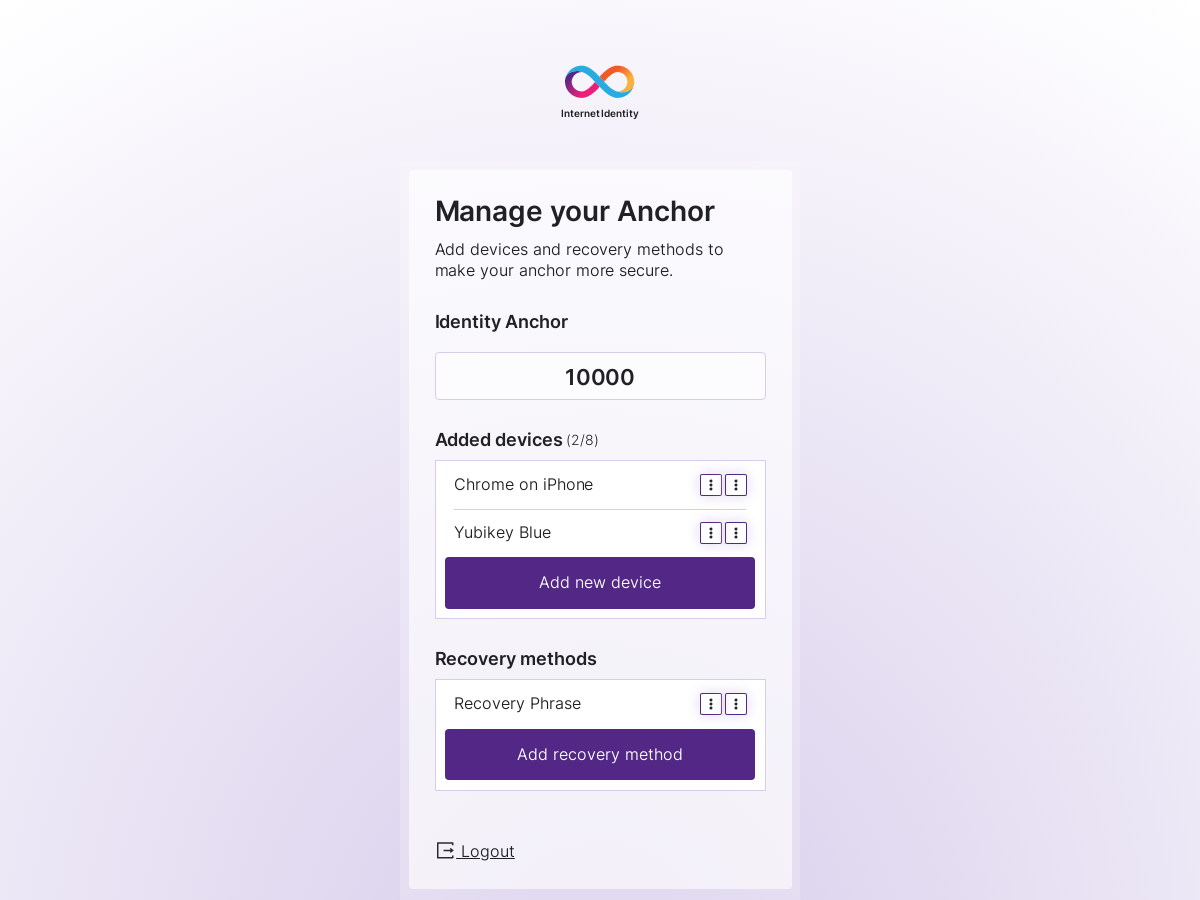 Internet Identity
Manage your Anchor
Add devices and recovery methods to
make your anchor more secure.
Identity Anchor
10000
Added devices (2/8)
Chrome on iPhone
Yubikey Blue
Add new device
Recovery methods
Recovery Phrase
Add recovery method
Logout